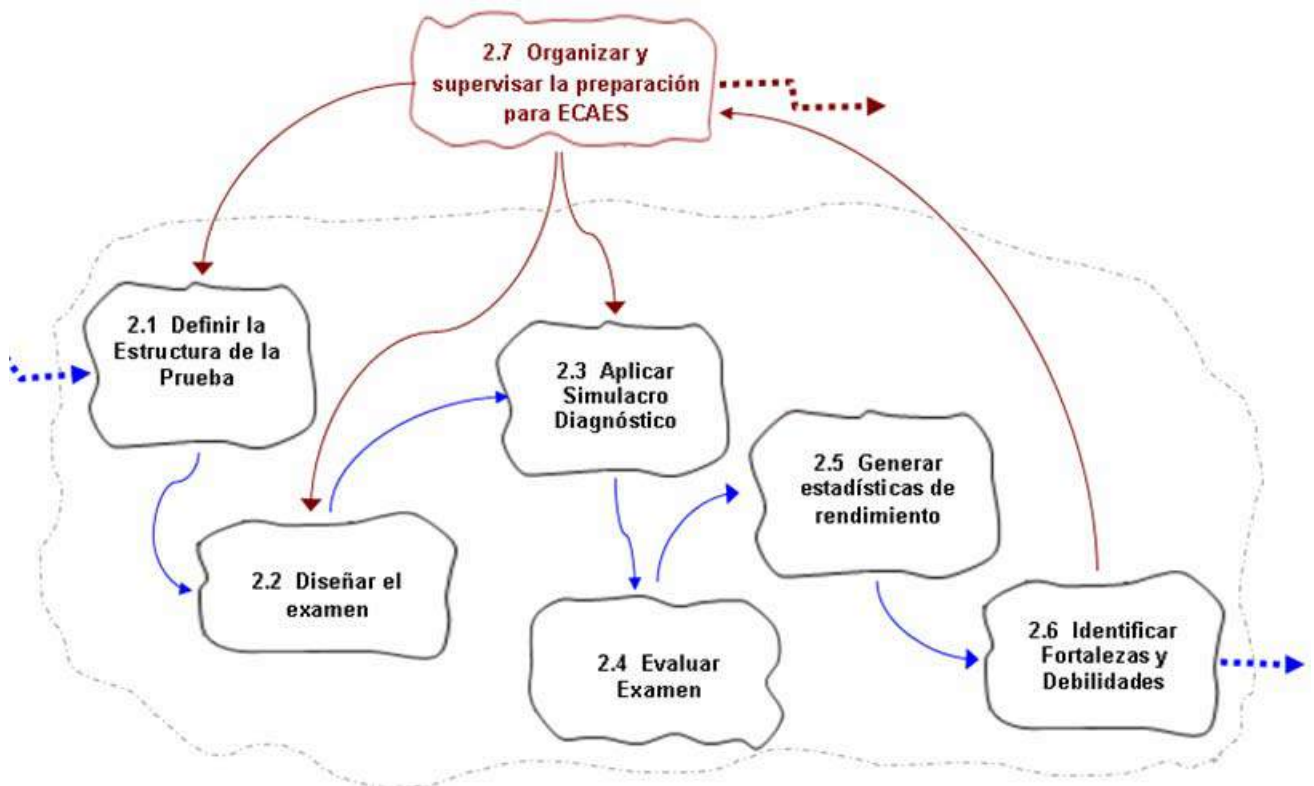 2.7 Organizar y
supervisar la preparación
para ECAES
2.1 Definir la
Estructura de la
Prueba
2.3 Aplicar
Simulacro
Diagnóstico
2.5 Generar
estadísticas de
rendimiento
2.2 Diseñar el
examen
2.4 Evaluar
Examen
2.6 Identificar
Fortalezas y
Debilidades